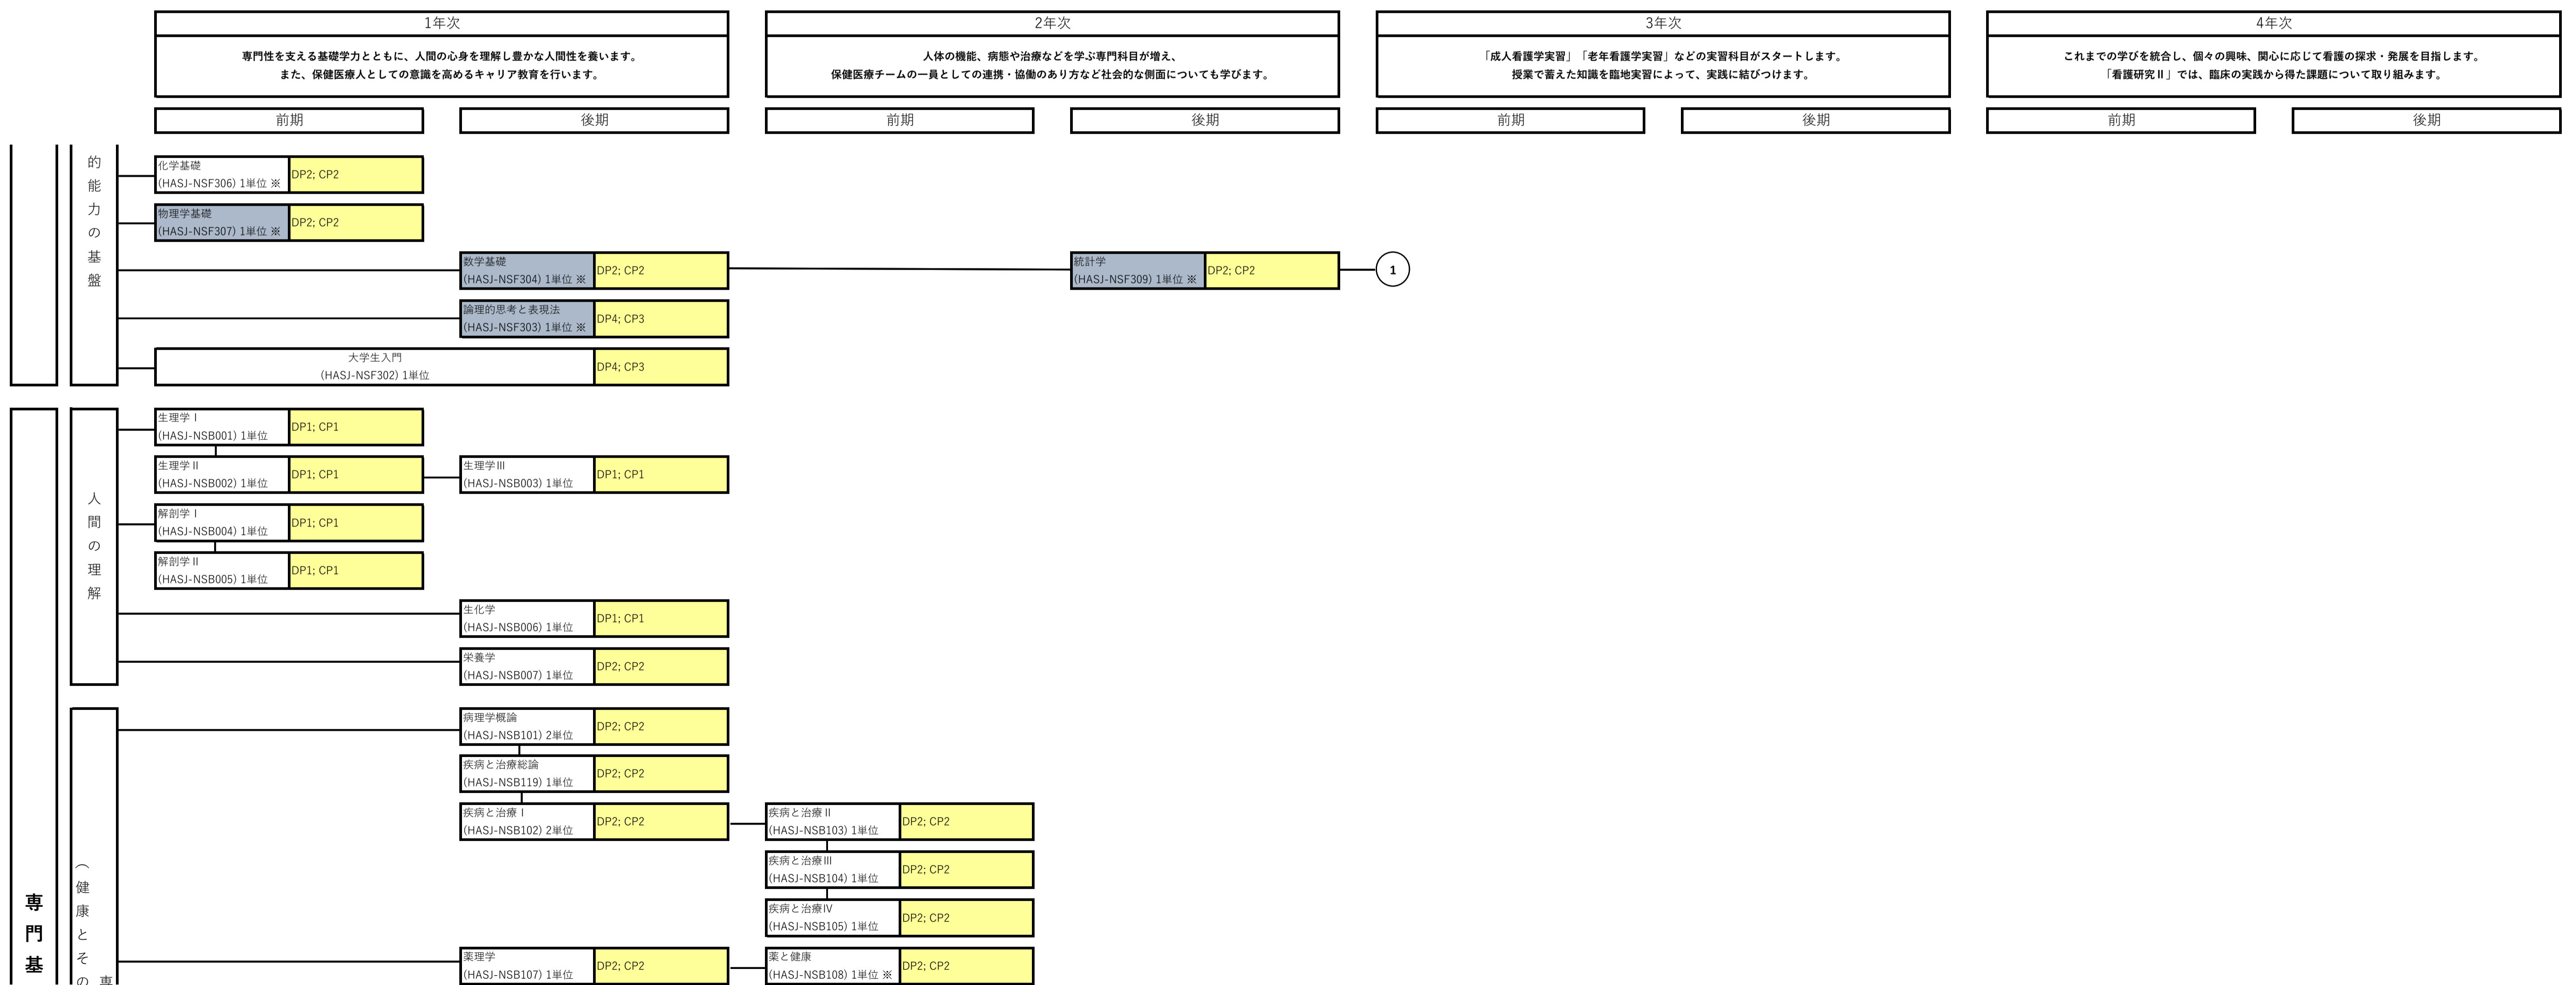 1年次
専門性を支える基礎学力とともに、人間の心身を理解し豊かな人間性を養います。
また、保健医療人としての意識を高めるキャリア教育を行います。
2年次
人体の機能、病態や治療などを学ぶ専門科目が増え、
保健医療チームの一員としての連携・協働のあり方など社会的な側面についても学びます。
3年次
「成人看護学実習」「老年看護学実習」などの実習科目がスタートします。
授業で蓄えた知識を臨地実習によって、実践に結びつけます。
4年次
これまでの学びを統合し、個々の興味、関心に応じて看護の探求・発展を目指します。
「看護研究Ⅱ」では、臨床の実践から得た課題について取り組みます。
前期
後期
前期
後期
前期
後期
前期
後期
的能力の基盤
化学基礎
(HASJ-NSF306) 1単位 ※
DP2; CP2
物理学基礎
(HASJ-NSF307) 1単位 ※
DP2; CP2
数学基礎
(HASJ-NSF304) 1単位 ※
DP2; CP2
統計学
(HASJ-NSF309) 1単位 ※
DP2; CP2
1
論理的思考と表現法
(HASJ-NSF303) 1単位 ※
DP4; CP3
大学生入門
(HASJ-NSF302) 1単位
DP4; CP3
専門基
人間の理解
生理学Ⅰ
(HASJ-NSB001) 1単位
DP1; CP1
生理学Ⅱ
(HASJ-NSB002) 1単位
DP1; CP1
生理学Ⅲ
(HASJ-NSB003) 1単位
DP1; CP1
解剖学Ⅰ
(HASJ-NSB004) 1単位
DP1; CP1
解剖学Ⅱ
(HASJ-NSB005) 1単位
DP1; CP1
生化学
(HASJ-NSB006) 1単位
DP1; CP1
栄養学
(HASJ-NSB007) 1単位
DP2; CP2
専
（健康とその
病理学概論
(HASJ-NSB101) 2単位
DP2; CP2
疾病と治療総論
(HASJ-NSB119) 1単位
DP2; CP2
疾病と治療Ⅰ
(HASJ-NSB102) 2単位
DP2; CP2
疾病と治療Ⅱ
(HASJ-NSB103) 1単位
DP2; CP2
疾病と治療Ⅲ
(HASJ-NSB104) 1単位
DP2; CP2
疾病と治療Ⅳ
(HASJ-NSB105) 1単位
DP2; CP2
薬理学
(HASJ-NSB107) 1単位
DP2; CP2
薬と健康
(HASJ-NSB108) 1単位 ※
DP2; CP2